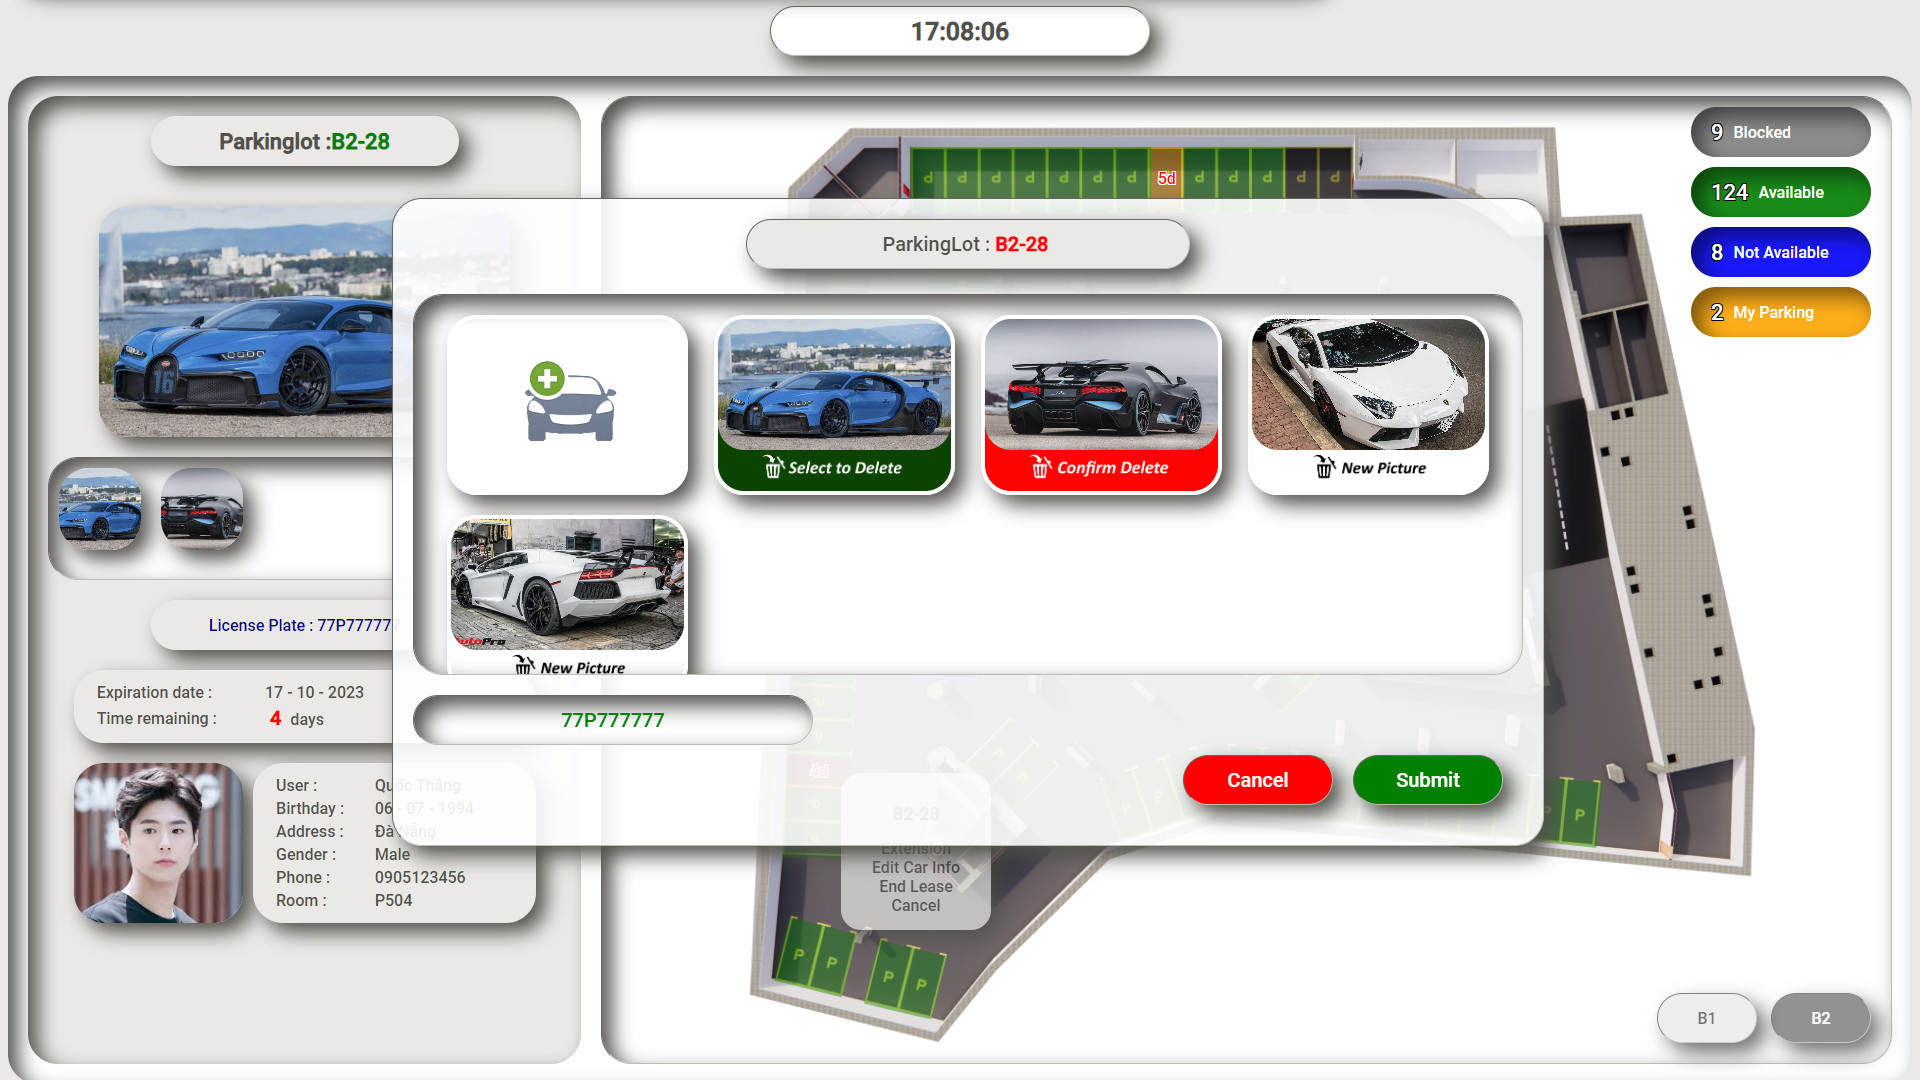 17:08:06
Parkinglot :B2-28
9 Blocked
124 Available
8 Not Available
2 My Parking
d d d d d d d 5d d d d d d
ParkingLot : B2-28
16
Select to Delete
Confirm Delete
New Picture
AutoPro
New Picture
License Plate : 77P777777
77P777777
Expiration date : 17 - 10 - 2023
Time remaining : 4 days
Cancel
Submit
4d
P
User : Quốc Thắng
Birthday : 06 - 07 - 1994
Address : Đà Nẵng
Gender : Male
Phone : 0905123456
Room : P504
B2-28
Extension
Edit Car Info
End Lease
Cancel
P
P P P P
B1
B2